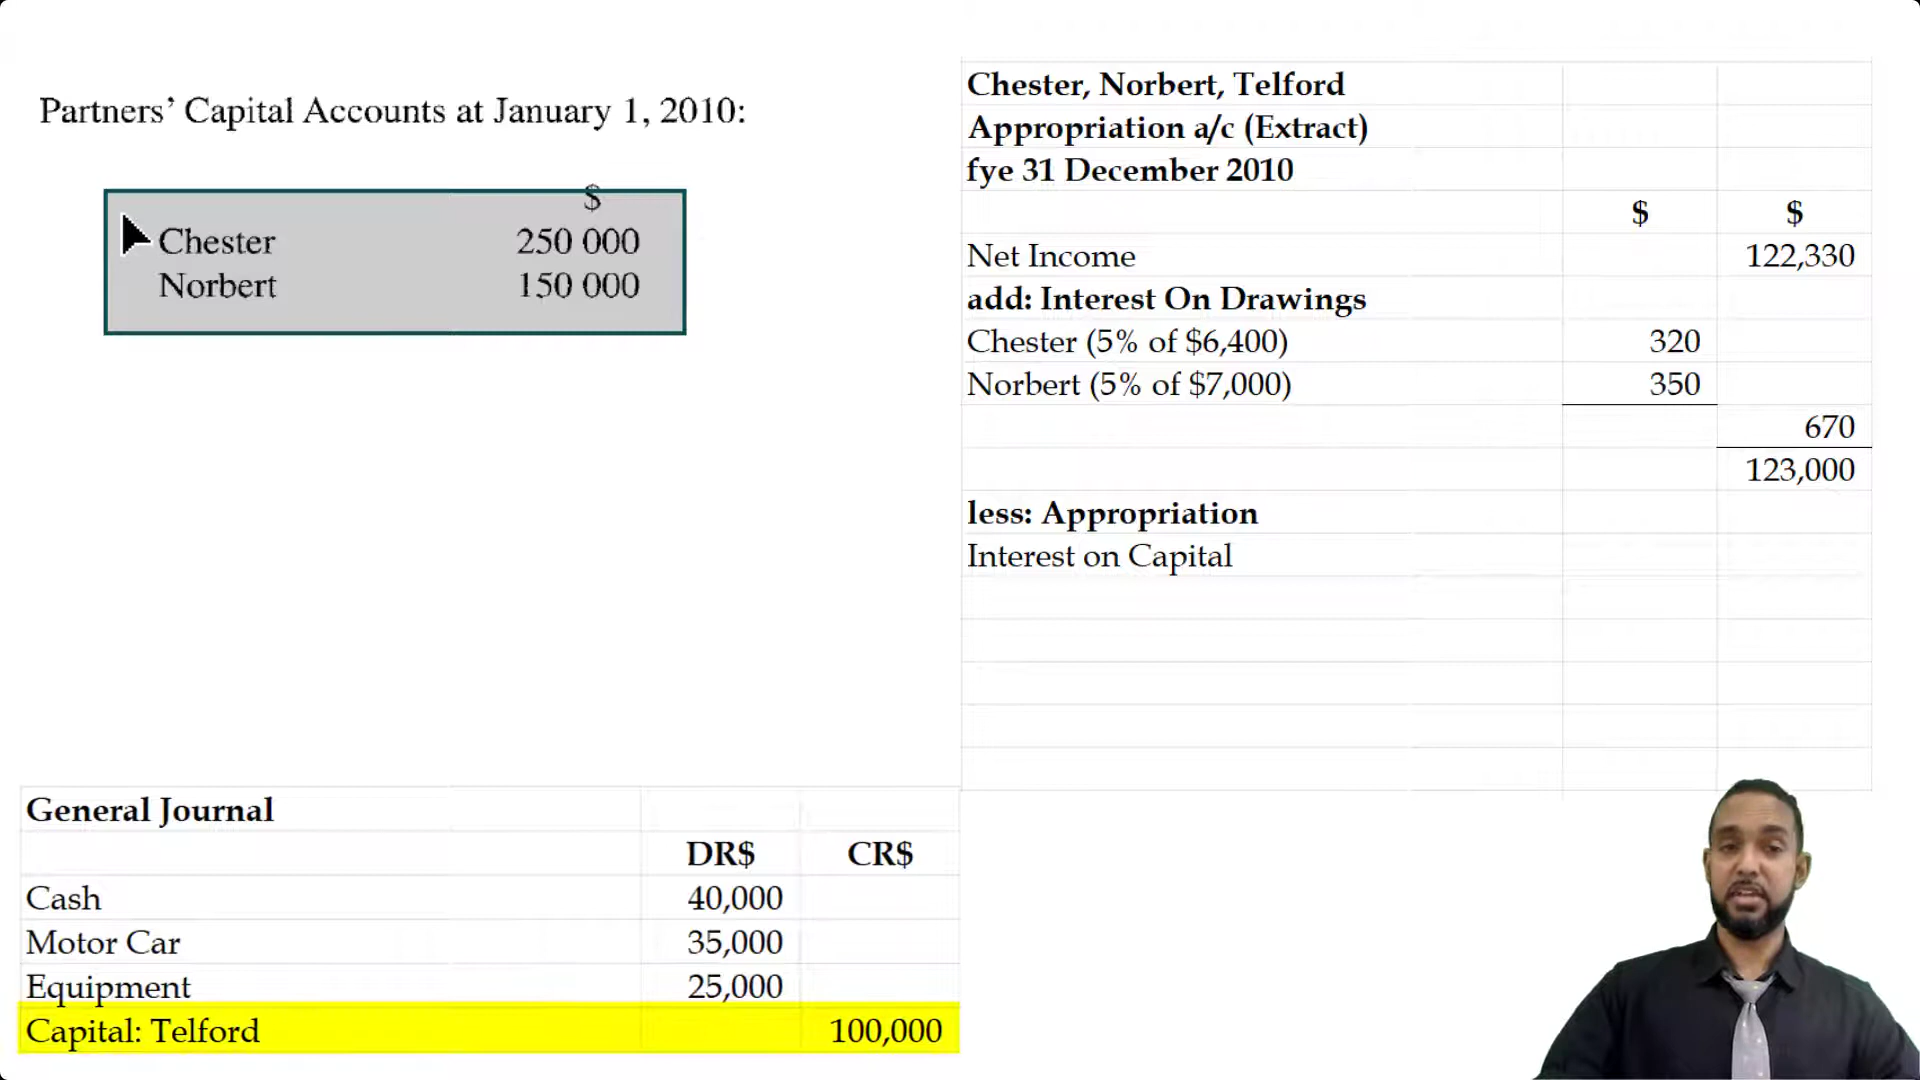 Partners' Capital Accounts at January 1, 2010:
$
Chester 250 000
Norbert 150 000
General Journal
DR$ CR$
Cash 40,000
Motor Car 35,000
Equipment 25,000
Capital: Telford 100,000
Chester, Norbert, Telford
Appropriation a/c (Extract)
fye 31 December 2010
$ $
Net Income 122,330
add: Interest On Drawings
Chester (5% of $6,400) 320
Norbert (5% of $7,000) 350
670
123,000
less: Appropriation
Interest on Capital